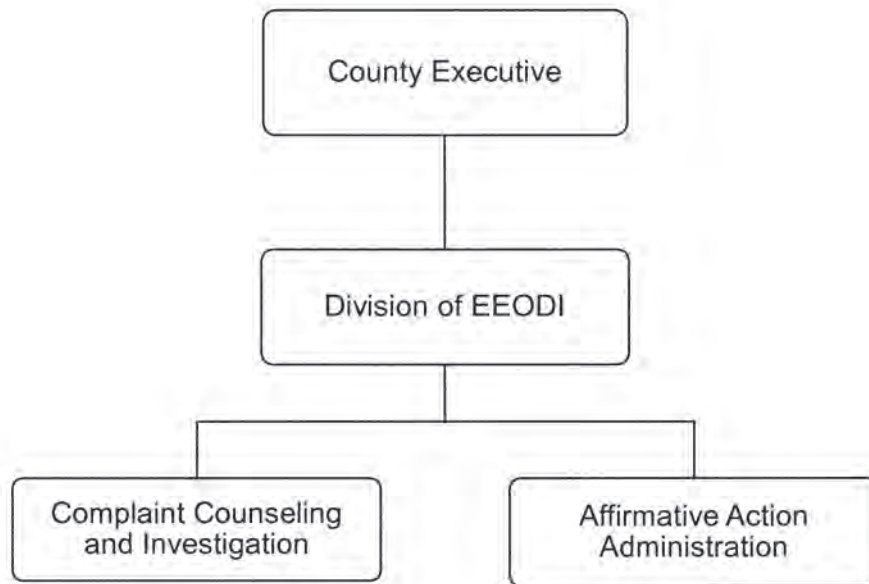 County Executive
Division of EEODI
Complaint Counseling
and Investigation
Affirmative Action
Administration